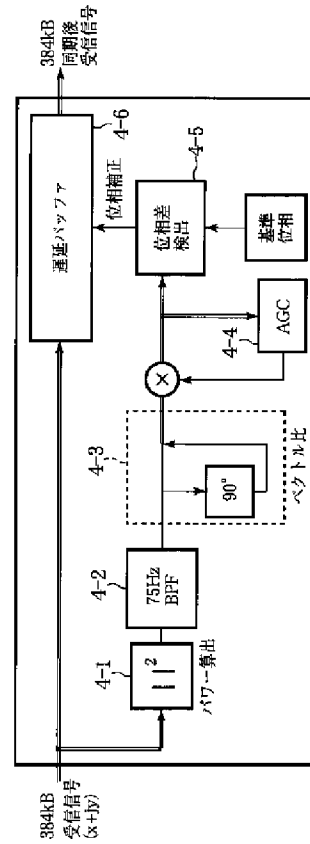 384kB
受信信号
(x+jy)
4-1
| |²
パワー算出
4-2
75Hz
BPF
4-3
90°
ベクトル比
×
4-4
AGC
4-5
位相差
検出
基準
位相
位相補正
4-6
遅延バッファ
384kB
同期後
受信信号